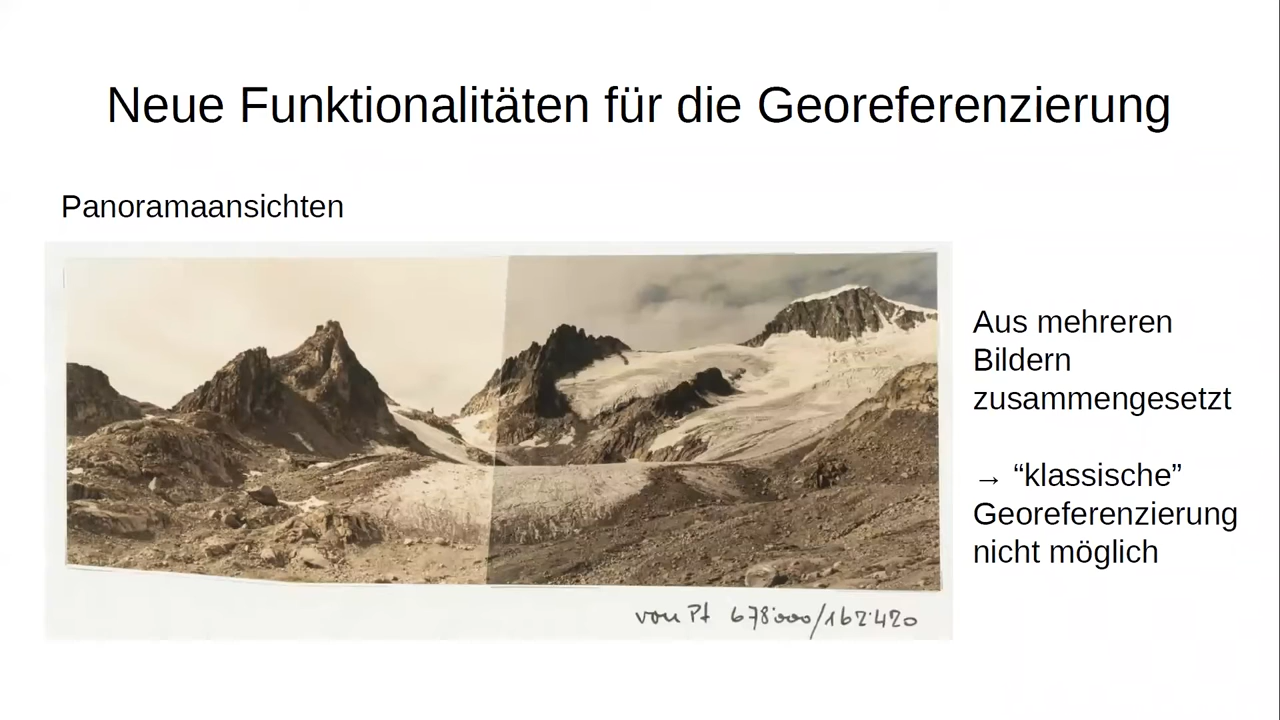 Neue Funktionalitäten für die Georeferenzierung
Panoramaansichten
Aus mehreren
Bildern
zusammengesetzt
→ “klassische”
Georeferenzierung
nicht möglich
von Pt 678'000/162'420